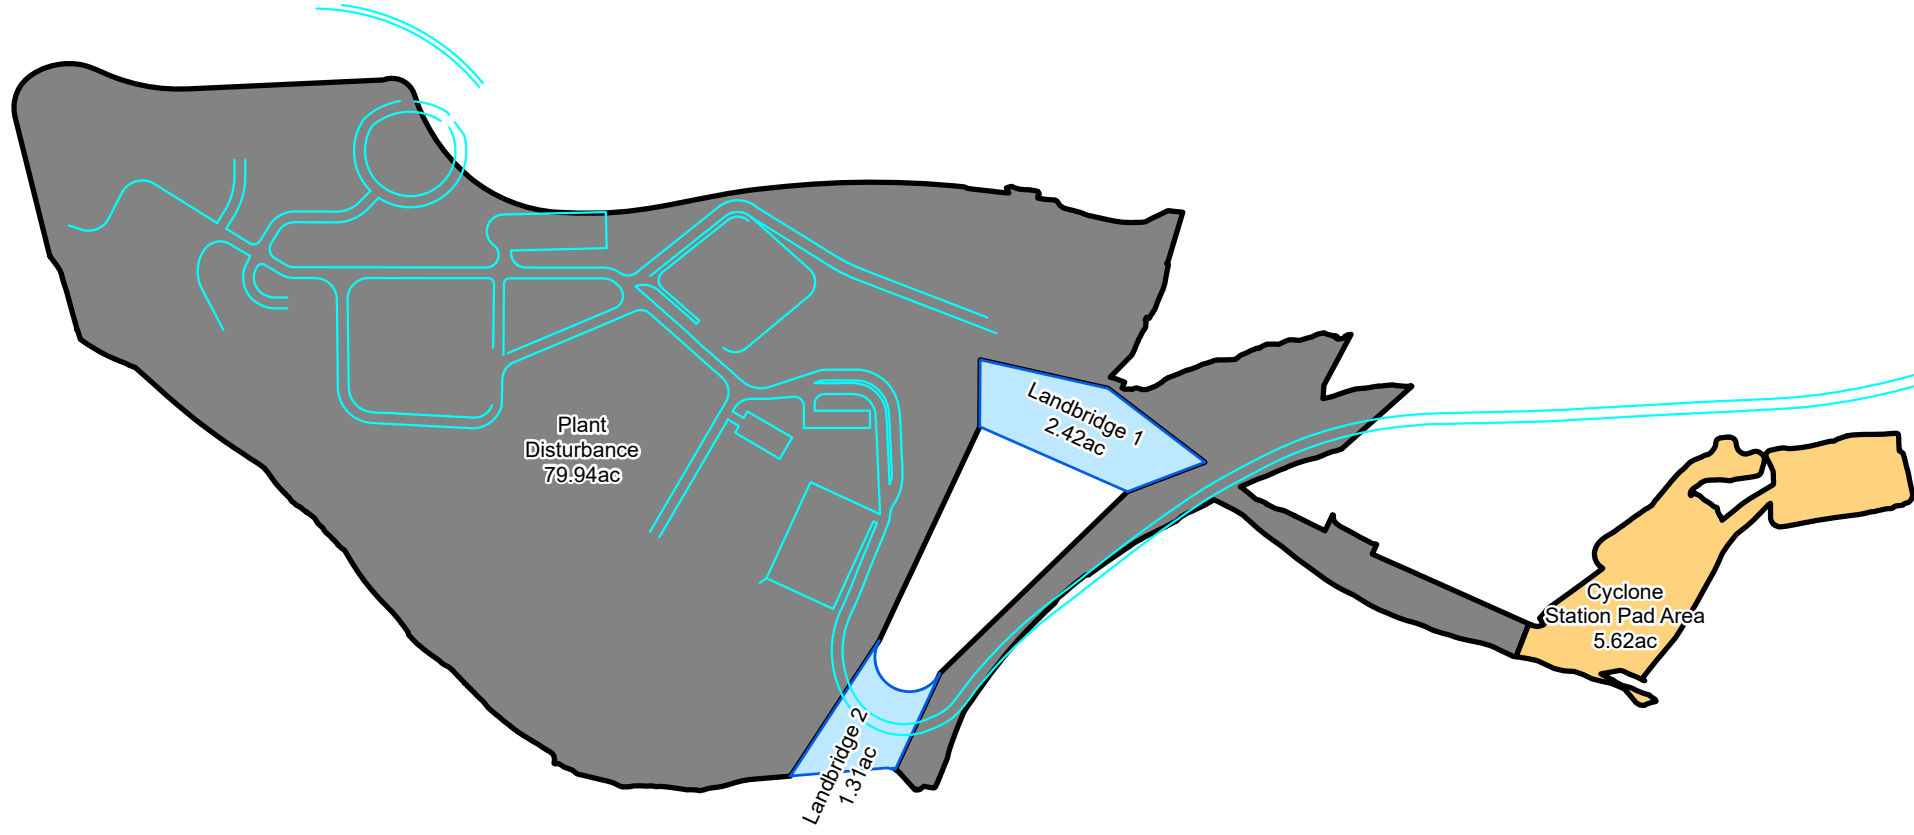 Plant
Disturbance
79.94ac
Landbridge 1
2.42ac
Landbridge 2
1.31ac
Cyclone
Station Pad Area
5.62ac